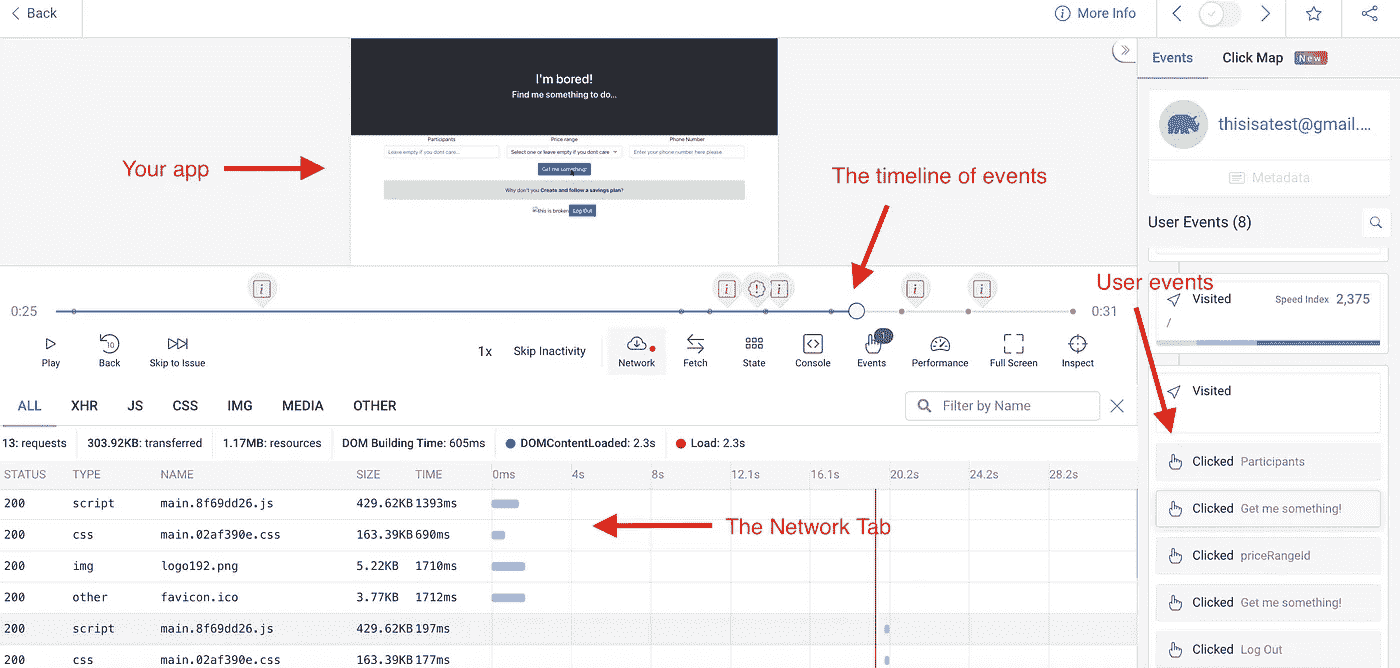 Back
More Info
Events
Click Map
New
I'm bored!
Find me something to do...
Participants
Price range
Phone Number
Leave empty if you dont care...
Select one or leave empty if you dont care
Enter your phone number here please
Get me something!
Why don't you Create and follow a savings plan?
this is broken
Log Out
Your app
The timeline of events
thisisatest@gmail....
Metadata
User Events (8)
User events
Visited
Speed Index 2,375
/
Visited
Clicked Participants
Clicked Get me something!
Clicked priceRangeId
Clicked Get me something!
Clicked Log Out
0:25
0:31
Play
10
Back
Skip to Issue
1x
Skip Inactivity
Network
Fetch
State
Console
1
Events
Performance
Full Screen
Inspect
ALL XHR JS CSS IMG MEDIA OTHER
Filter by Name
13: requests
303.92KB: transferred
1.17MB: resources
DOM Building Time: 605ms
DOMContentLoaded: 2.3s
Load: 2.3s
STATUS TYPE NAME SIZE TIME 0ms 4s 8s 12.1s 16.1s 20.2s 24.2s 28.2s
200 script main.8f69dd26.js 429.62KB 1393ms
200 css main.02af390e.css 163.39KB 690ms
The Network Tab
200 img logo192.png 5.22KB 1710ms
200 other favicon.ico 3.77KB 1712ms
200 script main.8f69dd26.js 429.62KB 197ms
200 css main.02af390e.css 163.39KB 177ms